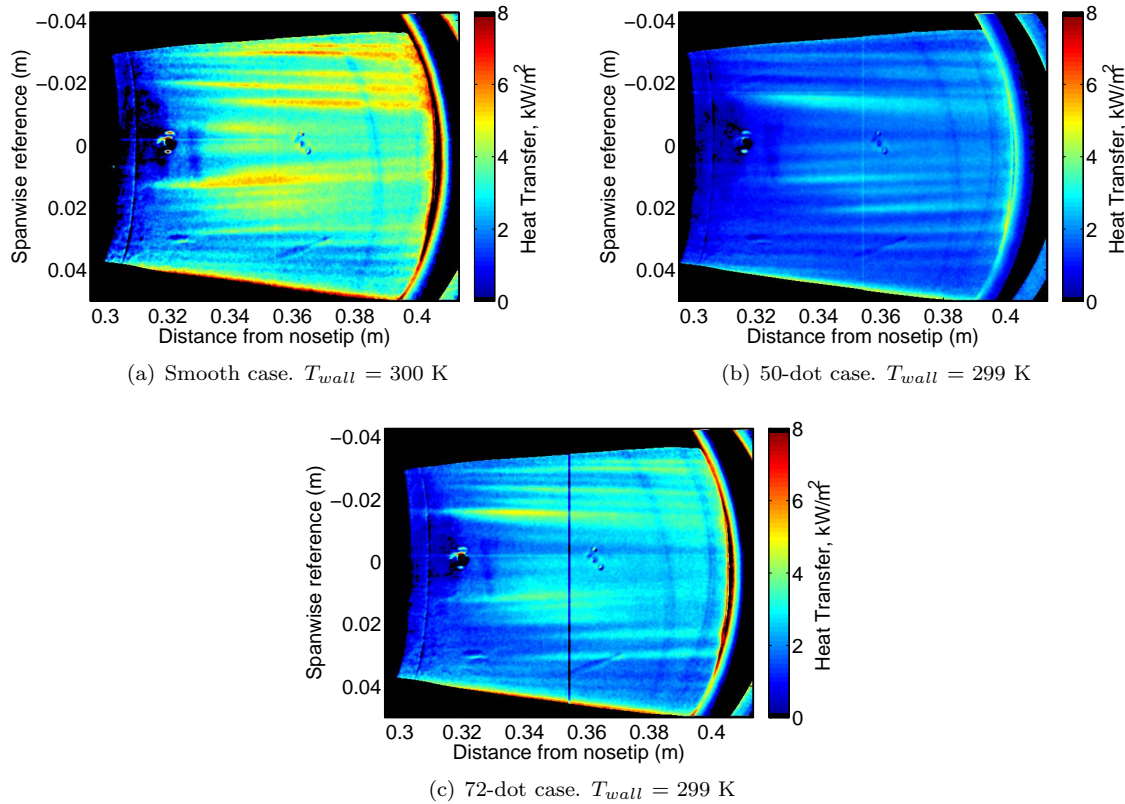 -0.04
-0.02
0
0.02
0.04
Spanwise reference (m)
0.3 0.32 0.34 0.36 0.38 0.4
Distance from nosetip (m)
8
6
4
2
0
Heat Transfer, kW/m²
(a) Smooth case. T_wall = 300 K
-0.04
-0.02
0
0.02
0.04
Spanwise reference (m)
0.3 0.32 0.34 0.36 0.38 0.4
Distance from nosetip (m)
8
6
4
2
0
Heat Transfer, kW/m²
(b) 50-dot case. T_wall = 299 K
-0.04
-0.02
0
0.02
0.04
Spanwise reference (m)
0.3 0.32 0.34 0.36 0.38 0.4
Distance from nosetip (m)
8
6
4
2
0
Heat Transfer, kW/m²
(c) 72-dot case. T_wall = 299 K